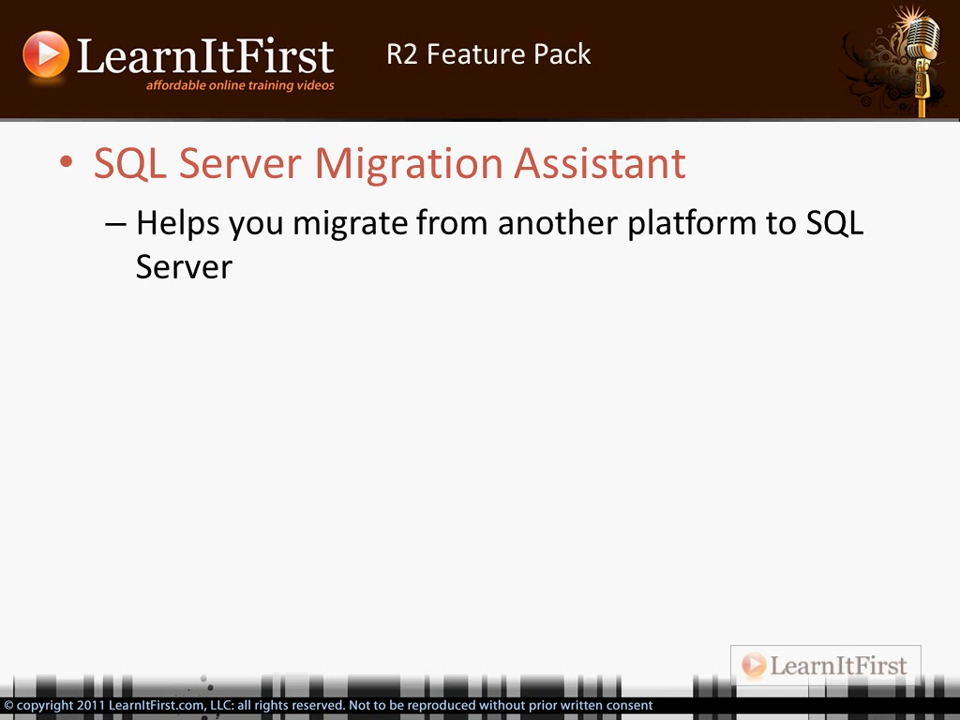 LearnItFirst
affordable online training videos
R2 Feature Pack
• SQL Server Migration Assistant
– Helps you migrate from another platform to SQL
Server
LearnItFirst
© copyright 2011 LearnItFirst.com, LLC: all rights reserved. Not to be reproduced without prior written consent